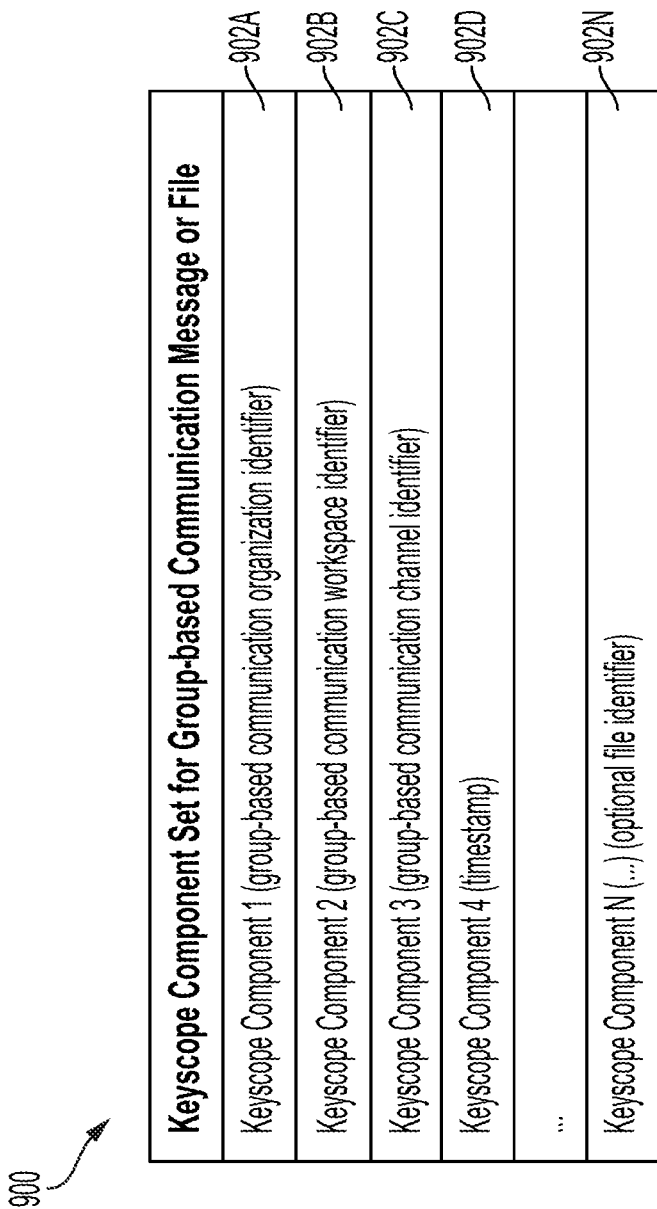 900
Keyscope Component Set for Group-based Communication Message or File
Keyscope Component 1 (group-based communication organization identifier)
902A
Keyscope Component 2 (group-based communication workspace identifier)
902B
Keyscope Component 3 (group-based communication channel identifier)
902C
Keyscope Component 4 (timestamp)
902D
...
Keyscope Component N (...) (optional file identifier)
902N